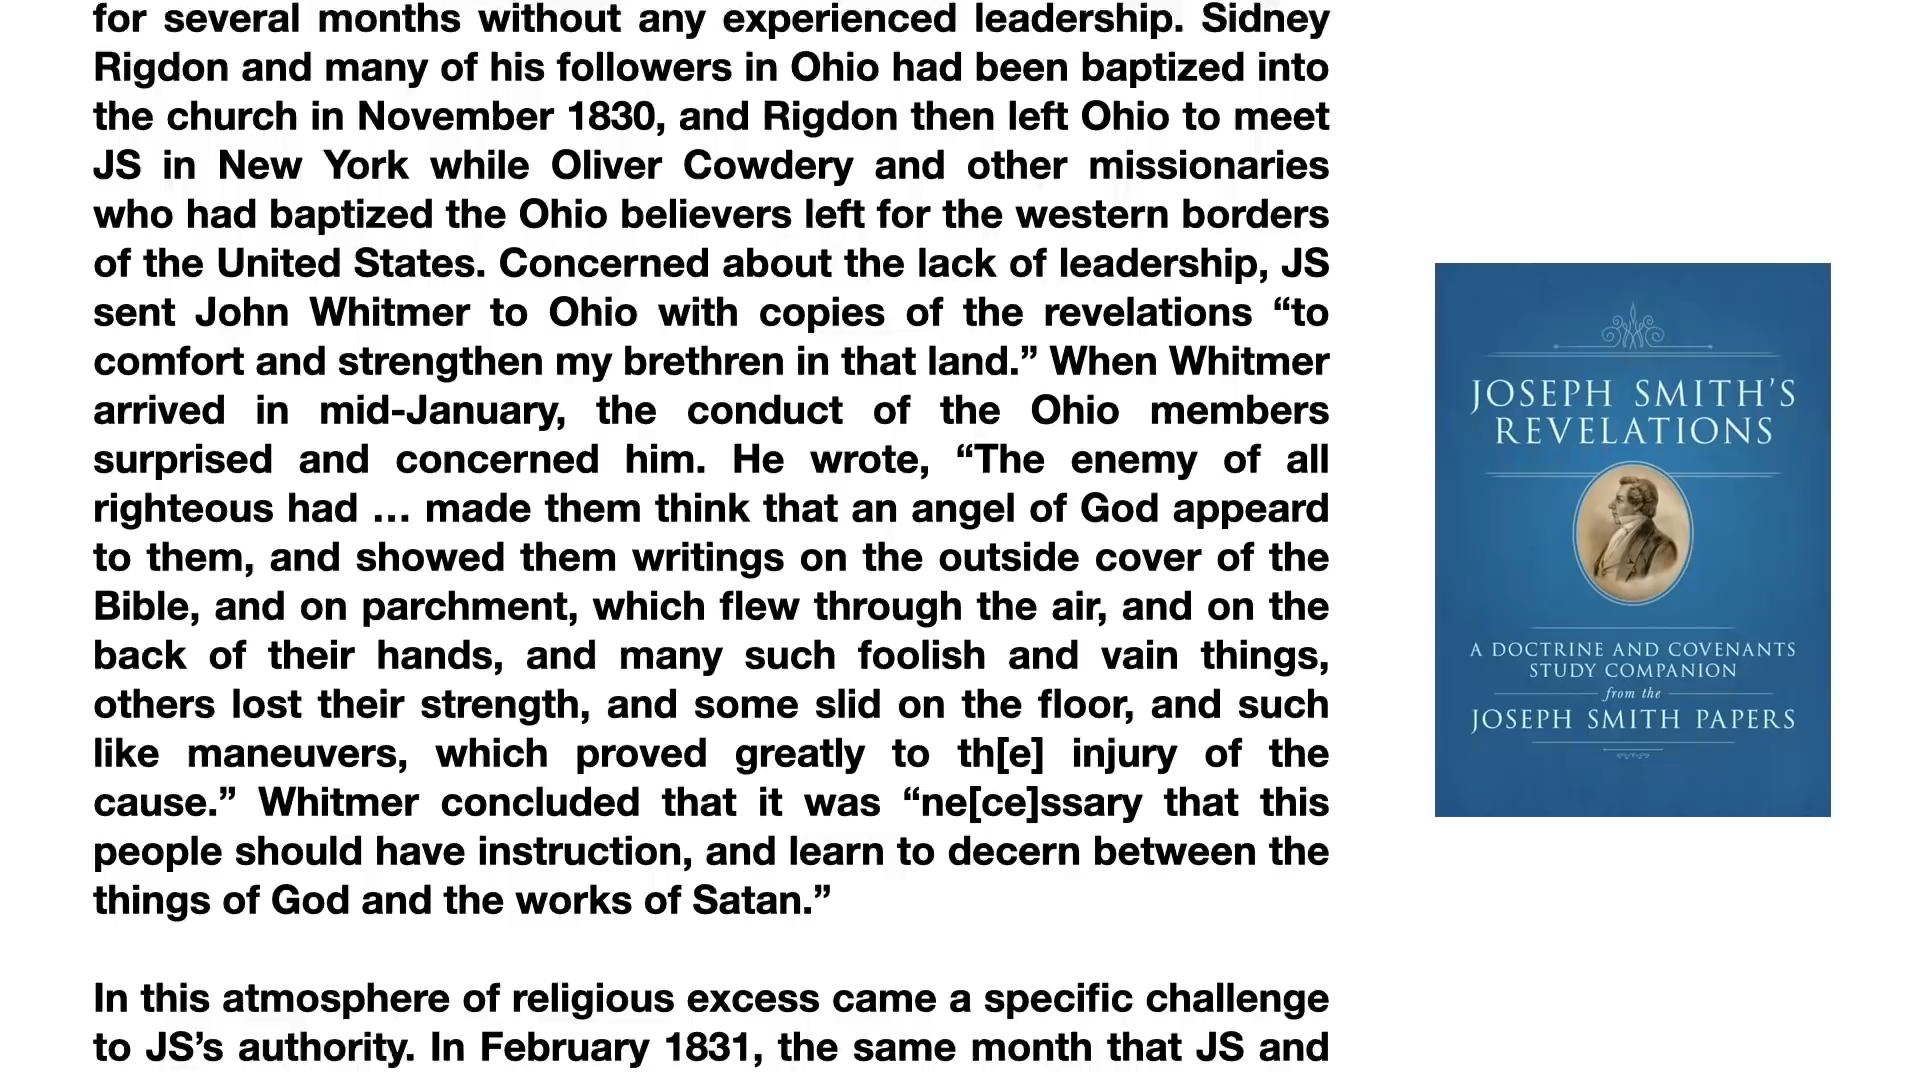 for several months without any experienced leadership. Sidney
Rigdon and many of his followers in Ohio had been baptized into
the church in November 1830, and Rigdon then left Ohio to meet
JS in New York while Oliver Cowdery and other missionaries
who had baptized the Ohio believers left for the western borders
of the United States. Concerned about the lack of leadership, JS
sent John Whitmer to Ohio with copies of the revelations “to
comfort and strengthen my brethren in that land.” When Whitmer
arrived in mid-January, the conduct of the Ohio members
surprised and concerned him. He wrote, “The enemy of all
righteous had … made them think that an angel of God appeard
to them, and showed them writings on the outside cover of the
Bible, and on parchment, which flew through the air, and on the
back of their hands, and many such foolish and vain things,
others lost their strength, and some slid on the floor, and such
like maneuvers, which proved greatly to th[e] injury of the
cause.” Whitmer concluded that it was “ne[ce]ssary that this
people should have instruction, and learn to decern between the
things of God and the works of Satan.”
In this atmosphere of religious excess came a specific challenge
to JS’s authority. In February 1831, the same month that JS and
JOSEPH SMITH’S
REVELATIONS
A DOCTRINE AND COVENANTS
STUDY COMPANION
from the
JOSEPH SMITH PAPERS